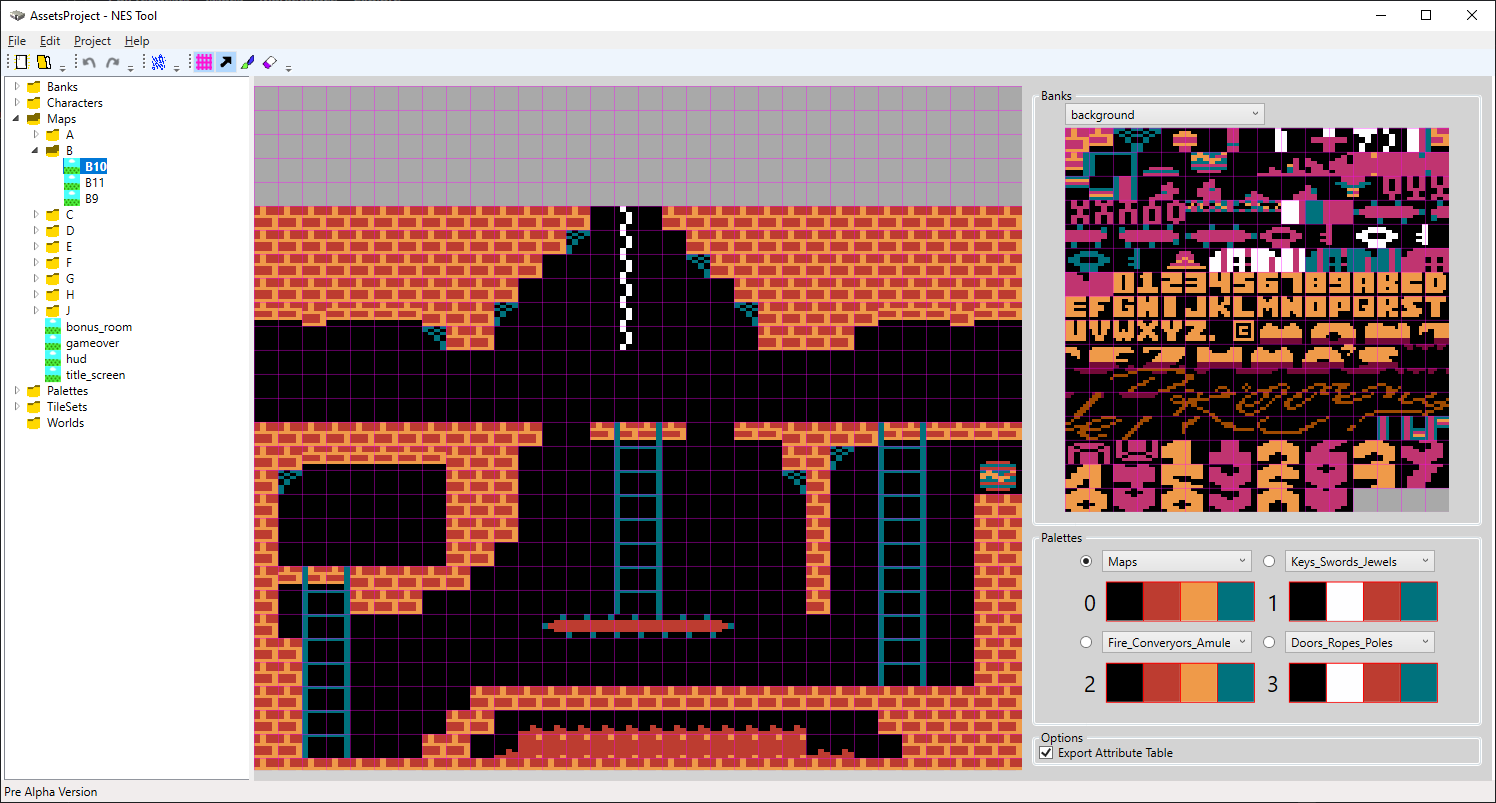 AssetsProject - NES Tool
File Edit Project Help
Banks
Characters
Maps
A
B
B10
B11
B9
C
D
E
F
G
H
J
bonus_room
gameover
hud
title_screen
Palettes
TileSets
Worlds
Banks
background
0123456789ABCD
EFGHIJKLMNOPQRST
UVWXYZ.
Palettes
Maps Keys_Swords_Jewels
0 1
Fire_Converyors_Amule Doors_Ropes_Poles
2 3
Options
Export Attribute Table
Pre Alpha Version